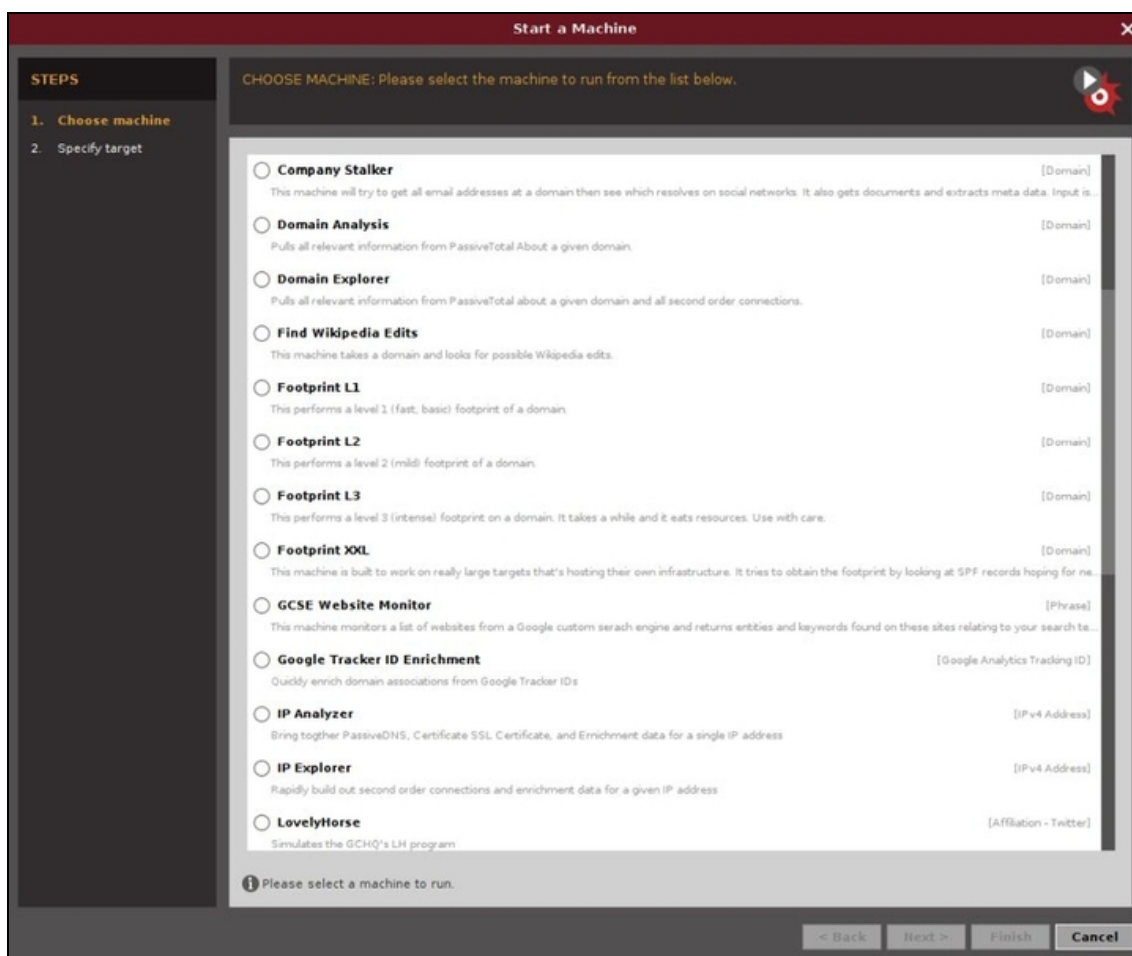 Start a Machine
STEPS
1. Choose machine
2. Specify target
CHOOSE MACHINE: Please select the machine to run from the list below.
Company Stalker [Domain]
This machine will try to get all email addresses at a domain then see which resolves on social networks. It also gets documents and extracts meta data. Input is...
Domain Analysis [Domain]
Pulls all relevant information from PassiveTotal About a given domain.
Domain Explorer [Domain]
Pulls all relevant information from PassiveTotal about a given domain and all second order connections.
Find Wikipedia Edits [Domain]
This machine takes a domain and looks for possible Wikipedia edits.
Footprint L1 [Domain]
This performs a level 1 (fast, basic) footprint of a domain.
Footprint L2 [Domain]
This performs a level 2 (mild) footprint of a domain.
Footprint L3 [Domain]
This performs a level 3 (intense) footprint on a domain. It takes a while and it eats resources. Use with care.
Footprint XXL [Domain]
This machine is built to work on really large targets that's hosting their own infrastructure. It tries to obtain the footprint by looking at SPF records hoping for ne...
GCSE Website Monitor [Phrase]
This machine monitors a list of websites from a Google custom serach engine and returns entities and keywords found on these sites relating to your search te...
Google Tracker ID Enrichment [Google Analytics Tracking ID]
Quickly enrich domain associations from Google Tracker IDs
IP Analyzer [IPv4 Address]
Bring togther PassiveDNS, Certificate SSL Certificate, and Ernichment data for a single IP address
IP Explorer [IPv4 Address]
Rapidly build out second order connections and enrichment data for a given IP address
LovelyHorse [Affiliation - Twitter]
Simulates the GCHQ's LH program
Please select a machine to run.
< Back Next > Finish Cancel